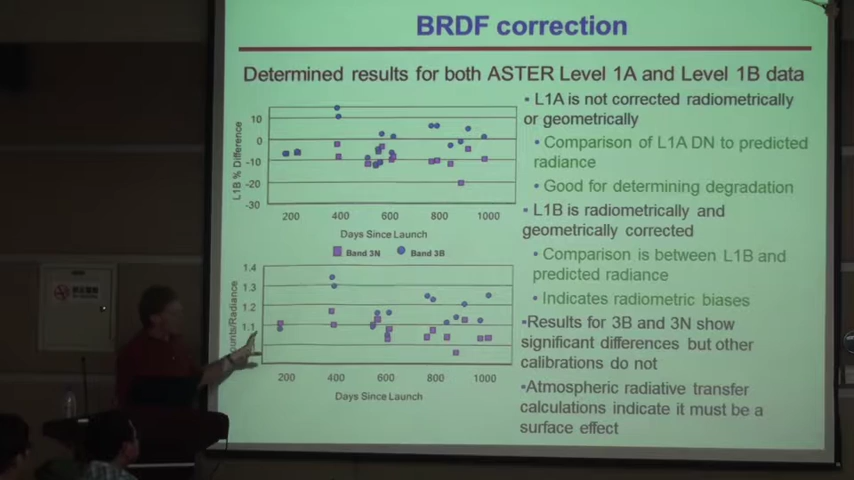 BRDF correction
Determined results for both ASTER Level 1A and Level 1B data
10
0
-10
-20
-30
L1B % Difference
200 400 600 800 1000
Days Since Launch
Band 3N Band 3B
1.4
1.3
1.2
1.1
ounts/Radiance
200 400 600 800 1000
Days Since Launch
▪ L1A is not corrected radiometrically
or geometrically
▪ Comparison of L1A DN to predicted
radiance
▪ Good for determining degradation
▪ L1B is radiometrically and
geometrically corrected
▪ Comparison is between L1B and
predicted radiance
▪ Indicates radiometric biases
▪Results for 3B and 3N show
significant differences but other
calibrations do not
▪Atmospheric radiative transfer
calculations indicate it must be a
surface effect